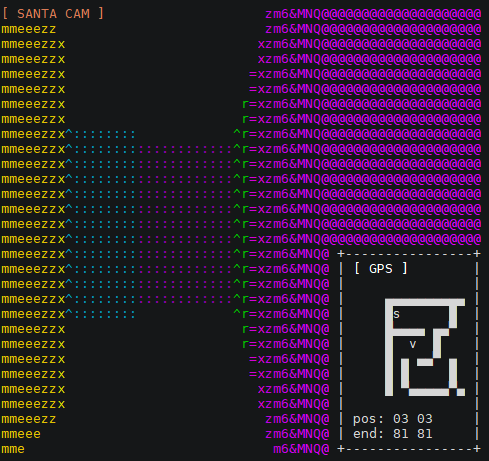 [ SANTA CAM ]                    zm6&MNQ@@@@@@@@@@@@@@@@@@@@
mmeeezz                          zm6&MNQ@@@@@@@@@@@@@@@@@@@@
mmeeezzx                        xzm6&MNQ@@@@@@@@@@@@@@@@@@@@
mmeeezzx                        xzm6&MNQ@@@@@@@@@@@@@@@@@@@@
mmeeezzx                       =xzm6&MNQ@@@@@@@@@@@@@@@@@@@@
mmeeezzx                       =xzm6&MNQ@@@@@@@@@@@@@@@@@@@@
mmeeezzx                      r=xzm6&MNQ@@@@@@@@@@@@@@@@@@@@
mmeeezzx                      r=xzm6&MNQ@@@@@@@@@@@@@@@@@@@@
mmeeezzx^::::::::            ^r=xzm6&MNQ@@@@@@@@@@@@@@@@@@@@
mmeeezzx^::::::::::::::::::::^r=xzm6&MNQ@@@@@@@@@@@@@@@@@@@@
mmeeezzx^::::::::::::::::::::^r=xzm6&MNQ@@@@@@@@@@@@@@@@@@@@
mmeeezzx^::::::::::::::::::::^r=xzm6&MNQ@@@@@@@@@@@@@@@@@@@@
mmeeezzx^::::::::::::::::::::^r=xzm6&MNQ@@@@@@@@@@@@@@@@@@@@
mmeeezzx^::::::::::::::::::::^r=xzm6&MNQ@@@@@@@@@@@@@@@@@@@@
mmeeezzx^::::::::::::::::::::^r=xzm6&MNQ@@@@@@@@@@@@@@@@@@@@
mmeeezzx^::::::::::::::::::::^r=xzm6&MNQ@@@@@@@@@@@@@@@@@@@@
mmeeezzx^::::::::::::::::::::^r=xzm6&MNQ@ +----------------+
mmeeezzx^::::::::::::::::::::^r=xzm6&MNQ@ | [ GPS ]        |
mmeeezzx^::::::::::::::::::::^r=xzm6&MNQ@ |                |
mmeeezzx^::::::::::::::::::::^r=xzm6&MNQ@ |                |
mmeeezzx^::::::::            ^r=xzm6&MNQ@ |      s         |
mmeeezzx                      r=xzm6&MNQ@ |                |
mmeeezzx                      r=xzm6&MNQ@ |        v       |
mmeeezzx                       =xzm6&MNQ@ |                |
mmeeezzx                       =xzm6&MNQ@ |                |
mmeeezzx                        xzm6&MNQ@ |                |
mmeeezzx                        xzm6&MNQ@ |                |
mmeeezz                          zm6&MNQ@ | pos: 03 03     |
mmeee                            zm6&MNQ@ | end: 81 81     |
mme                               m6&MNQ@ +----------------+